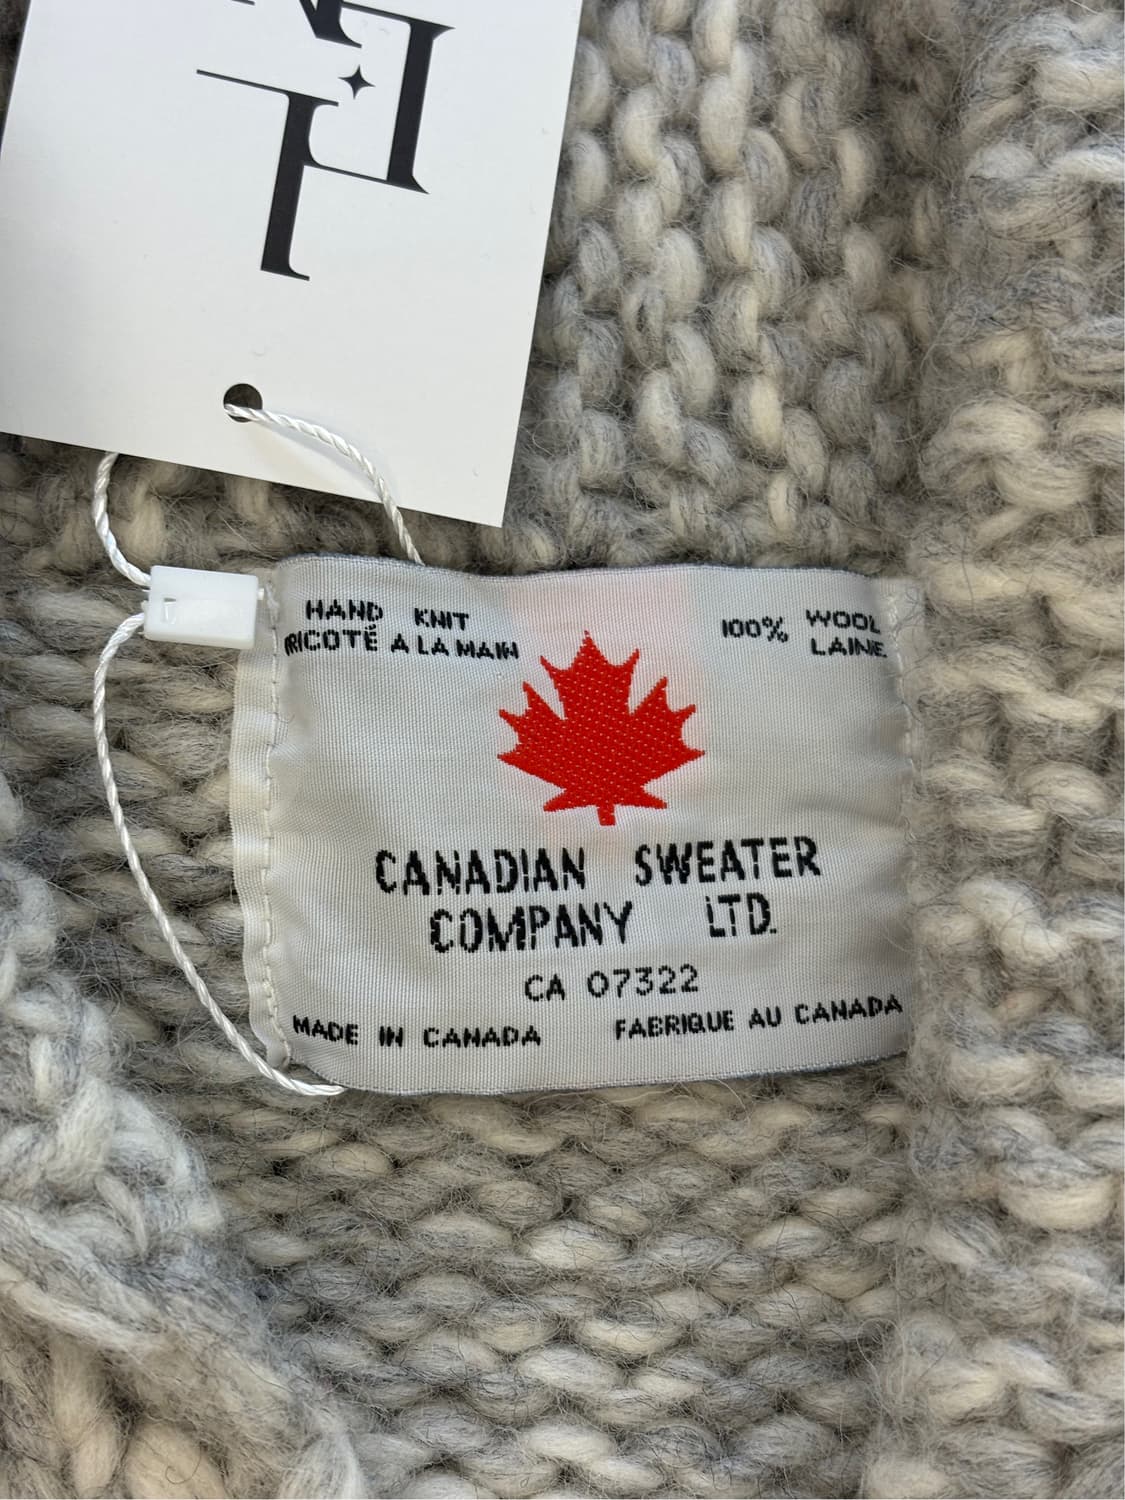 HAND KNIT
RICOTÉ A LA MAIN
100% WOOL
LAINE
CANADIAN SWEATER
COMPANY LTD.
CA 07322
MADE IN CANADA
FABRIQUE AU CANADA